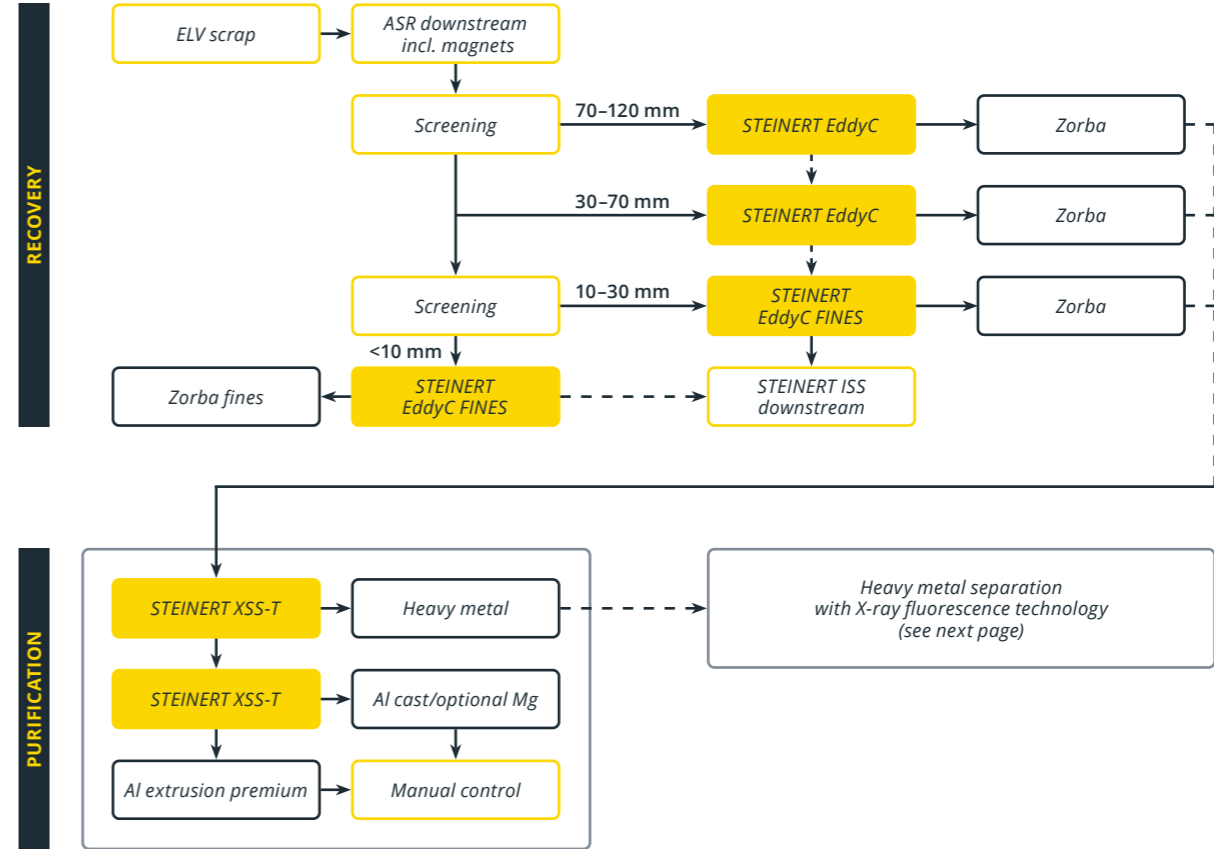 RECOVERY
ELV scrap
ASR downstream
incl. magnets
Screening
70–120 mm
STEINERT EddyC
Zorba
30–70 mm
STEINERT EddyC
Zorba
Screening
10–30 mm
STEINERT
EddyC FINES
Zorba
<10 mm
Zorba fines
STEINERT
EddyC FINES
STEINERT ISS
downstream
PURIFICATION
STEINERT XSS-T
Heavy metal
Heavy metal separation
with X-ray fluorescence technology
(see next page)
STEINERT XSS-T
Al cast/optional Mg
Al extrusion premium
Manual control